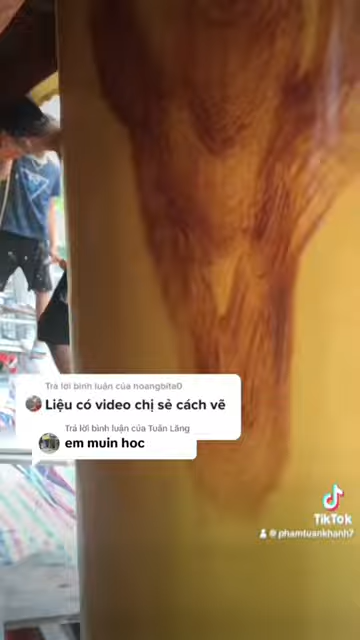 Trả lời bình luận của hoangbita0
Liệu có video chị sẻ cách vẽ
Trả lời bình luận của Tuấn Lăng
em muin hoc
TikTok
@phamtuankhanh7